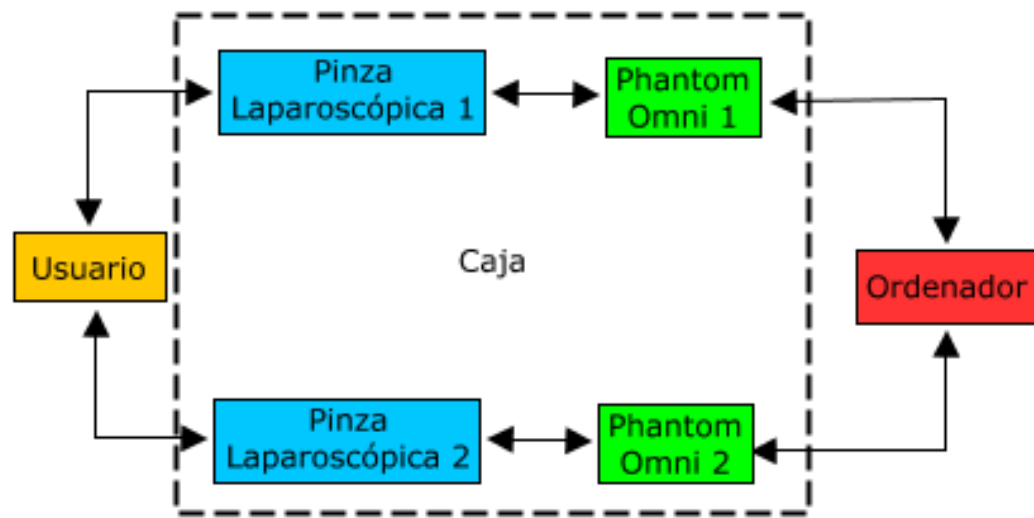 Pinza
Laparoscópica 1
Phantom
Omni 1
Usuario
Caja
Ordenador
Pinza
Laparoscópica 2
Phantom
Omni 2